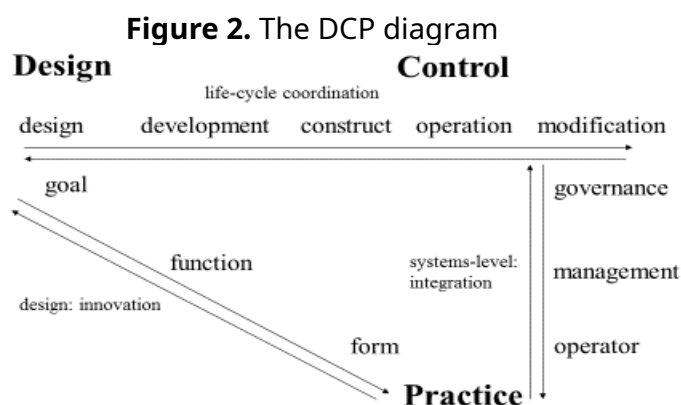 Figure 2. The DCP diagram
Design Control
life-cycle coordination
design development construct operation modification
goal governance
function
systems-level:
integration
management
design: innovation
form operator
Practice